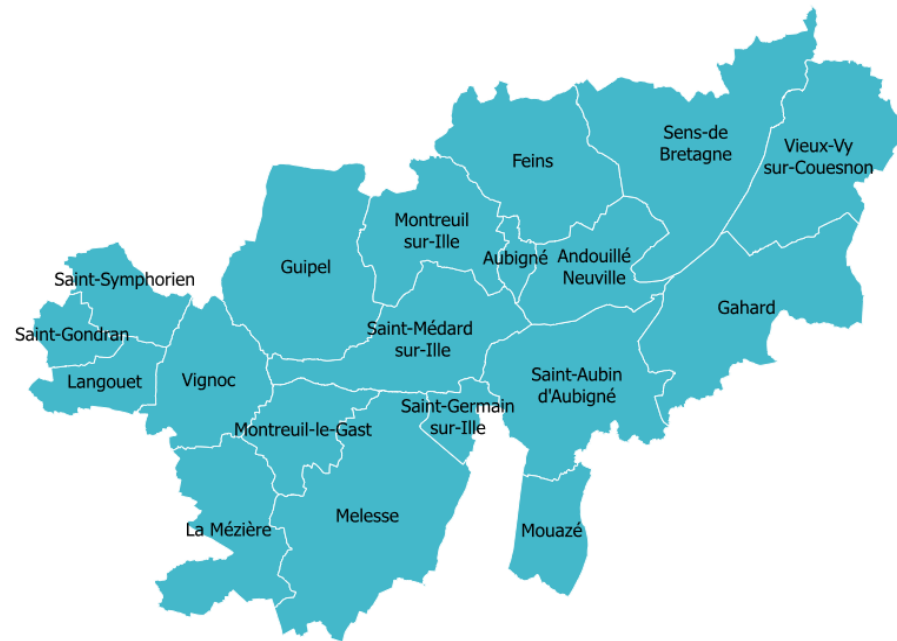 Sens-de
Bretagne
Vieux-Vy
sur-Couesnon
Feins
Montreuil
sur-Ille
Aubigné
Andouillé
Neuville
Guipel
Saint-Symphorien
Gahard
Saint-Gondran
Saint-Médard
sur-Ille
Langouet
Vignoc
Saint-Aubin
d'Aubigné
Saint-Germain
sur-Ille
Montreuil-le-Gast
Melesse
La Mézière
Mouazé